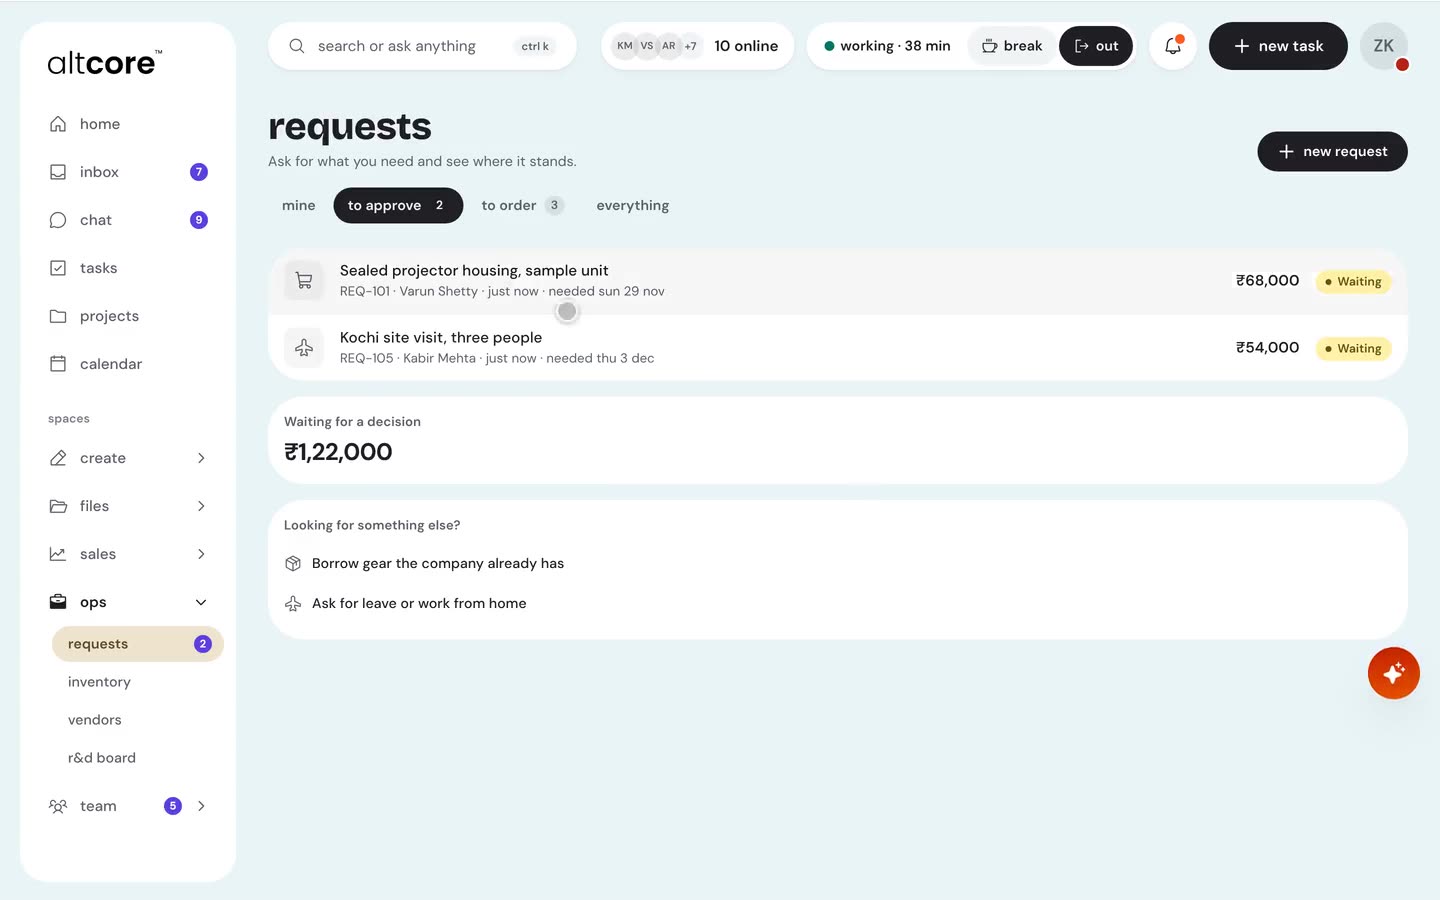 altcore™
home
inbox 7
chat 9
tasks
projects
calendar
spaces
create
files
sales
ops
requests 2
inventory
vendors
r&d board
team 5
search or ask anything ctrl k
KM VS AR +7 10 online
working · 38 min break out
new task
ZK
requests
Ask for what you need and see where it stands.
new request
mine to approve 2 to order 3 everything
Sealed projector housing, sample unit
REQ-101 · Varun Shetty · just now · needed sun 29 nov
₹68,000 Waiting
Kochi site visit, three people
REQ-105 · Kabir Mehta · just now · needed thu 3 dec
₹54,000 Waiting
Waiting for a decision
₹1,22,000
Looking for something else?
Borrow gear the company already has
Ask for leave or work from home